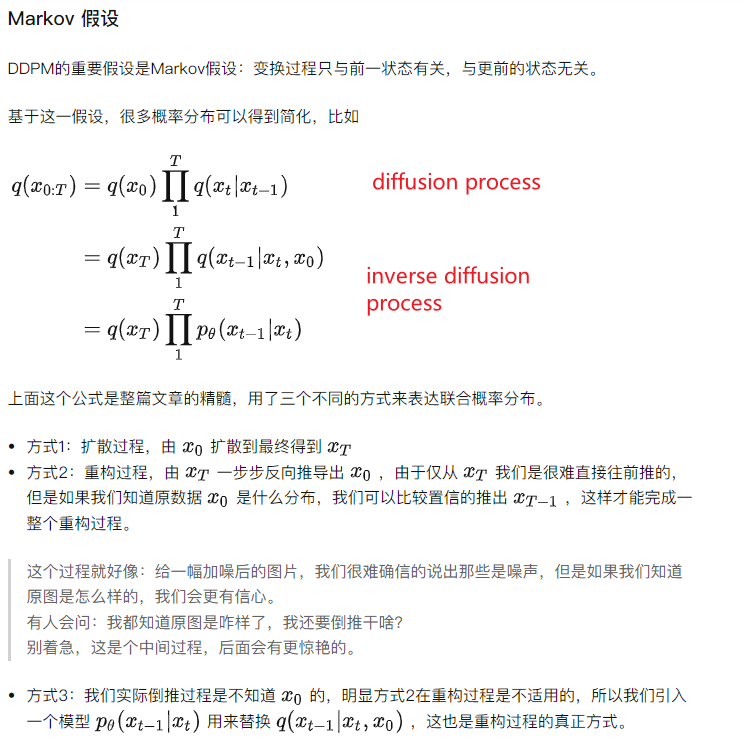 Markov 假设
DDPM的重要假设是Markov假设：变换过程只与前一状态有关，与更前的状态无关。
基于这一假设，很多概率分布可以得到简化，比如
q(x_{0:T}) = q(x_0) ∏_{1}^{T} q(x_t|x_{t−1}) diffusion process
= q(x_T) ∏_{1}^{T} q(x_{t−1}|x_t, x_0) inverse diffusion
process
= q(x_T) ∏_{1}^{T} p_θ(x_{t−1}|x_t)
上面这个公式是整篇文章的精髓，用了三个不同的方式来表达联合概率分布。
• 方式1：扩散过程，由 x_0 扩散到最终得到 x_T
• 方式2：重构过程，由 x_T 一步步反向推导出 x_0 ，由于仅从 x_T 我们是很难直接往前推的，
但是如果我们知道原数据 x_0 是什么分布，我们可以比较置信的推出 x_{T−1} ，这样才能完成一
整个重构过程。
这个过程就好像：给一幅加噪后的图片，我们很难确信的说出那些是噪声，但是如果我们知道
原图是怎么样的，我们会更有信心。
有人会问：我都知道原图是咋样了，我还要倒推干啥？
别着急，这是个中间过程，后面会有更惊艳的。
• 方式3：我们实际倒推过程是不知道 x_0 的，明显方式2在重构过程是不适用的，所以我们引入
一个模型 p_θ(x_{t−1}|x_t) 用来替换 q(x_{t−1}|x_t, x_0) ，这也是重构过程的真正方式。